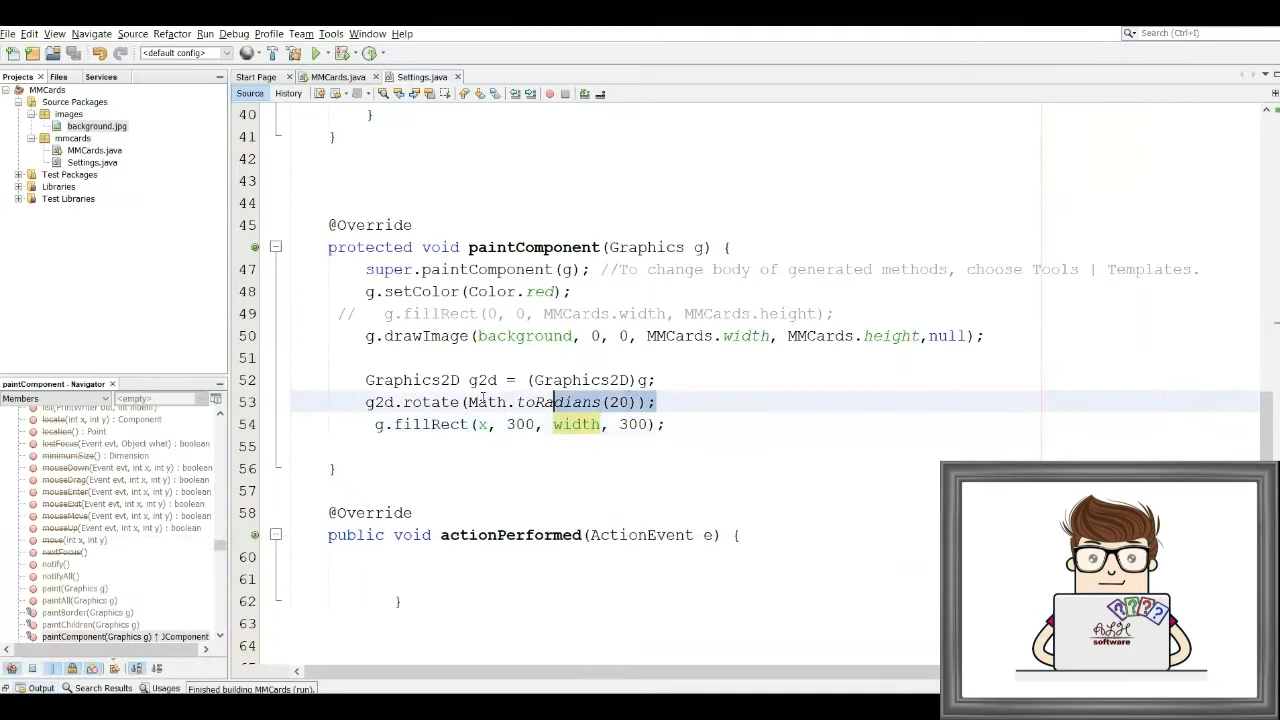 File Edit View Navigate Source Refactor Run Debug Profile Team Tools Window Help
Search (Ctrl+I)
<default config>
Projects Files Services
MMCards
Source Packages
images
background.jpg
mmcards
MMCards.java
Settings.java
Test Packages
Libraries
Test Libraries
Start Page MMCards.java Settings.java
Source History
40 }
41 }
42
43
44
45 @Override
protected void paintComponent(Graphics g) {
47 super.paintComponent(g); //To change body of generated methods, choose Tools | Templates.
48 g.setColor(Color.red);
49 // g.fillRect(0, 0, MMCards.width, MMCards.height);
50 g.drawImage(background, 0, 0, MMCards.width, MMCards.height,null);
51
52 Graphics2D g2d = (Graphics2D)g;
53 g2d.rotate(Math.toRadians(20));
54 g.fillRect(x, 300, width, 300);
55
56 }
57
58 @Override
public void actionPerformed(ActionEvent e) {
60
61
62 }
63
64
paintComponent - Navigator
Members <empty>
list(PrintWriter out, int indent)
locate(int x, int y) : Component
location() : Point
lostFocus(Event evt, Object what) : boolean
minimumSize() : Dimension
mouseDown(Event evt, int x, int y) : boolean
mouseDrag(Event evt, int x, int y) : boolean
mouseEnter(Event evt, int x, int y) : boolean
mouseExit(Event evt, int x, int y) : boolean
mouseMove(Event evt, int x, int y) : boolean
mouseUp(Event evt, int x, int y) : boolean
move(int x, int y)
nextFocus()
notify()
notifyAll()
paint(Graphics g)
paintAll(Graphics g)
paintBorder(Graphics g)
paintChildren(Graphics g)
paintComponent(Graphics g) ↑ JComponent
Output Search Results Usages Finished building MMCards (run).
? ? ? ?
software